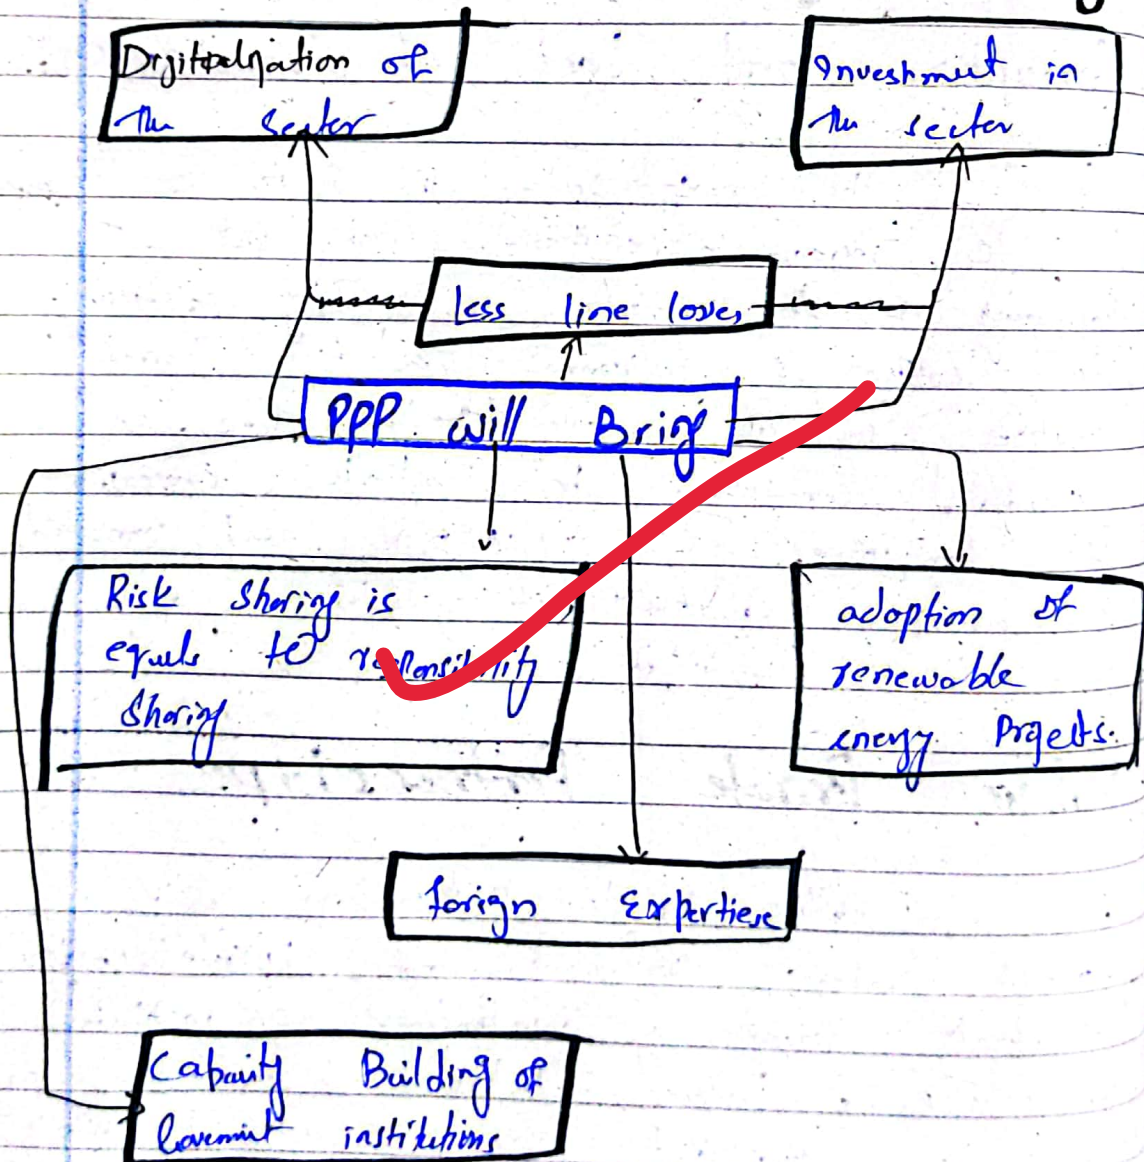 Digitalization of
the sector
Investment in
the sector
less line loses
PPP will Bring
Risk Sharing is
equals to responsibility
Sharing
adoption of
renewable
energy Projects.
forign Expertiese
Capacity Building of
Government institutions